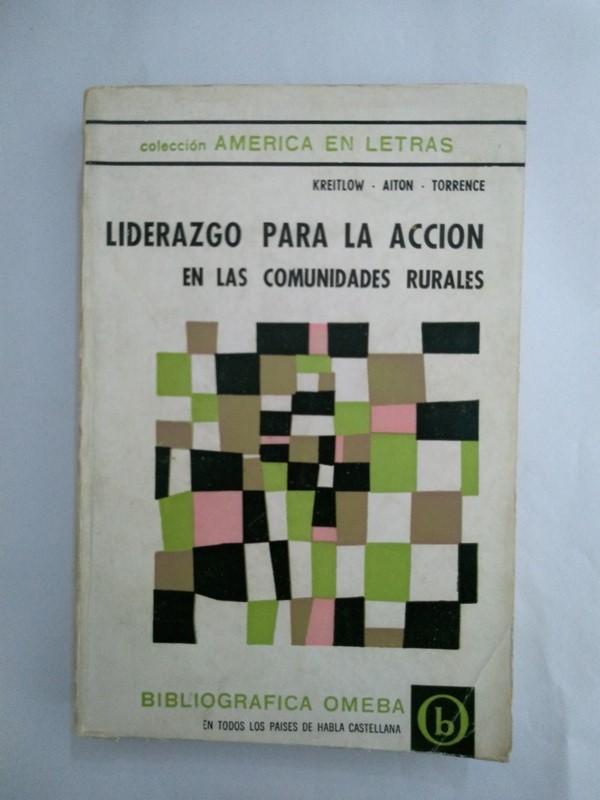 colección AMERICA EN LETRAS
KREITLOW - AITON - TORRENCE
LIDERAZGO PARA LA ACCION
EN LAS COMUNIDADES RURALES
BIBLIOGRAFICA OMEBA
EN TODOS LOS PAISES DE HABLA CASTELLANA
Ob